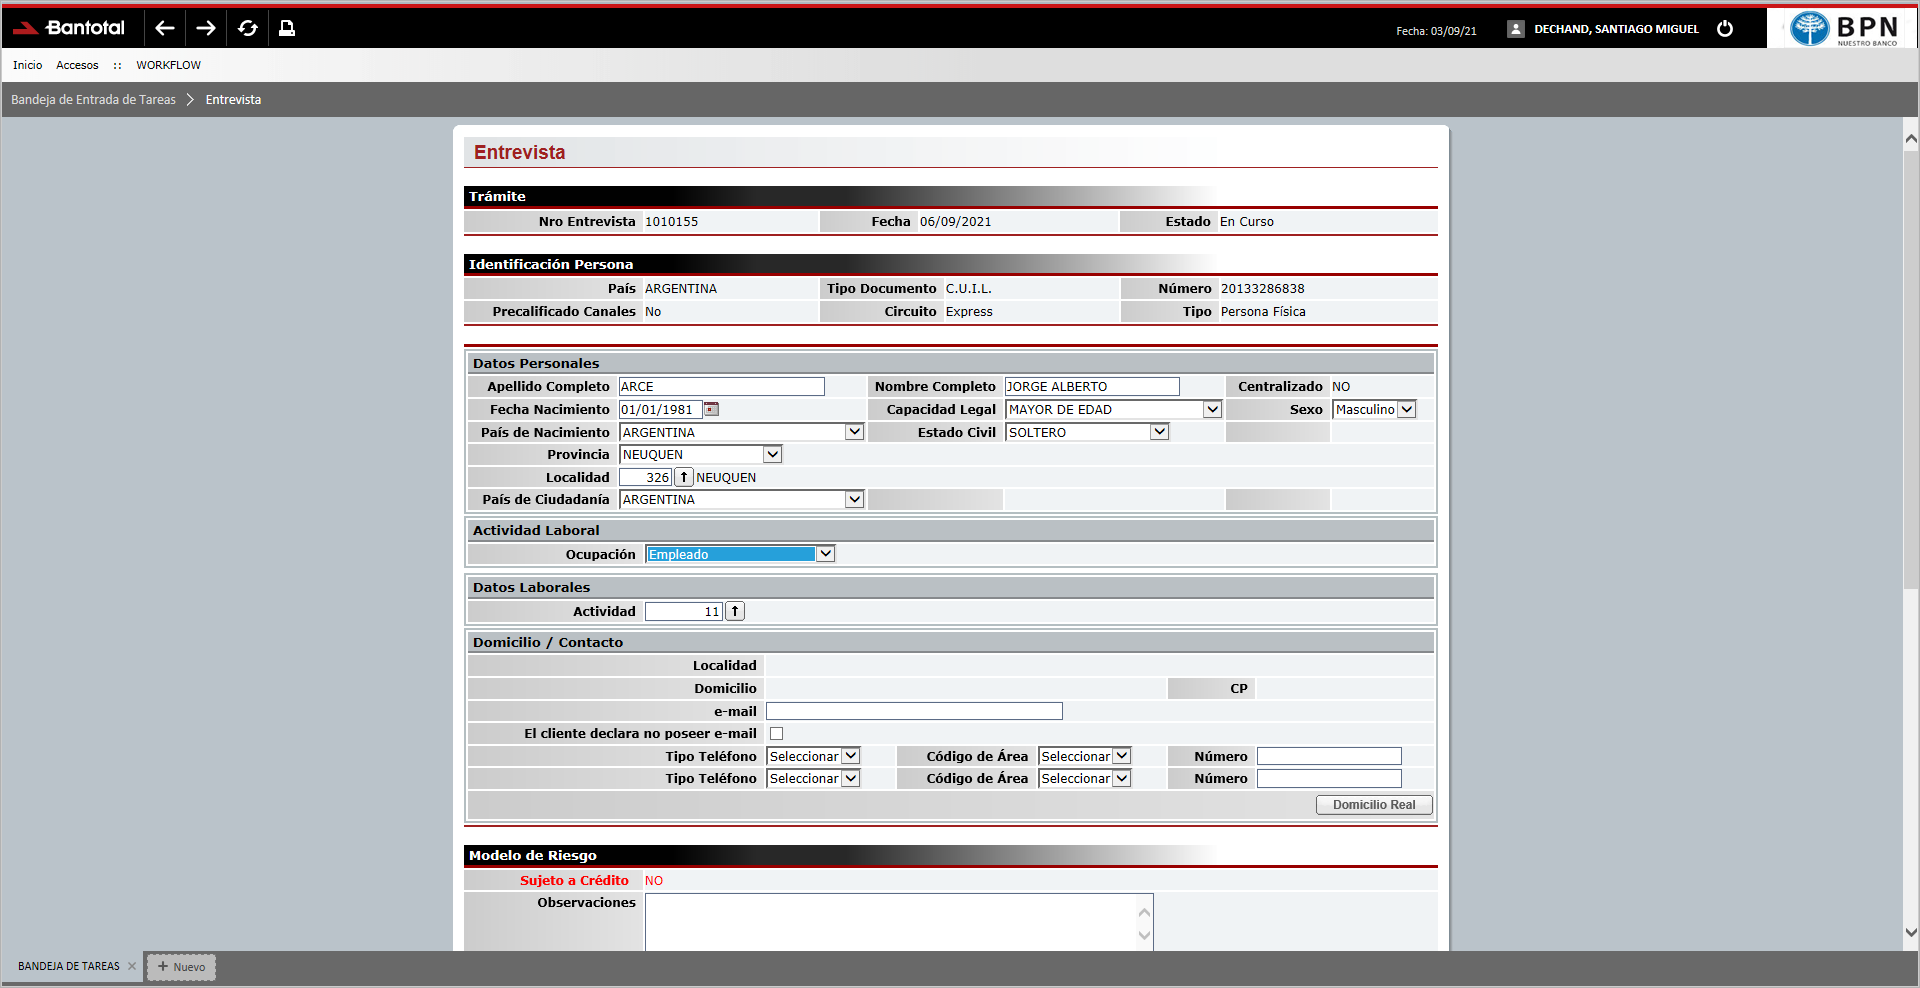 Bantotal
Fecha: 03/09/21
DECHAND, SANTIAGO MIGUEL
BPN
NUESTRO BANCO
Inicio Accesos :: WORKFLOW
Bandeja de Entrada de Tareas > Entrevista
Entrevista
Trámite
Nro Entrevista 1010155 Fecha 06/09/2021 Estado En Curso
Identificación Persona
País ARGENTINA Tipo Documento C.U.I.L. Número 20133286838
Precalificado Canales No Circuito Express Tipo Persona Física
Datos Personales
Apellido Completo ARCE Nombre Completo JORGE ALBERTO Centralizado NO
Fecha Nacimiento 01/01/1981 Capacidad Legal MAYOR DE EDAD Sexo Masculino
País de Nacimiento ARGENTINA Estado Civil SOLTERO
Provincia NEUQUEN
Localidad 326 NEUQUEN
País de Ciudadanía ARGENTINA
Actividad Laboral
Ocupación Empleado
Datos Laborales
Actividad 11
Domicilio / Contacto
Localidad
Domicilio CP
e-mail
El cliente declara no poseer e-mail
Tipo Teléfono Seleccionar Código de Área Seleccionar Número
Tipo Teléfono Seleccionar Código de Área Seleccionar Número
Domicilio Real
Modelo de Riesgo
Sujeto a Crédito NO
Observaciones
BANDEJA DE TAREAS × + Nuevo